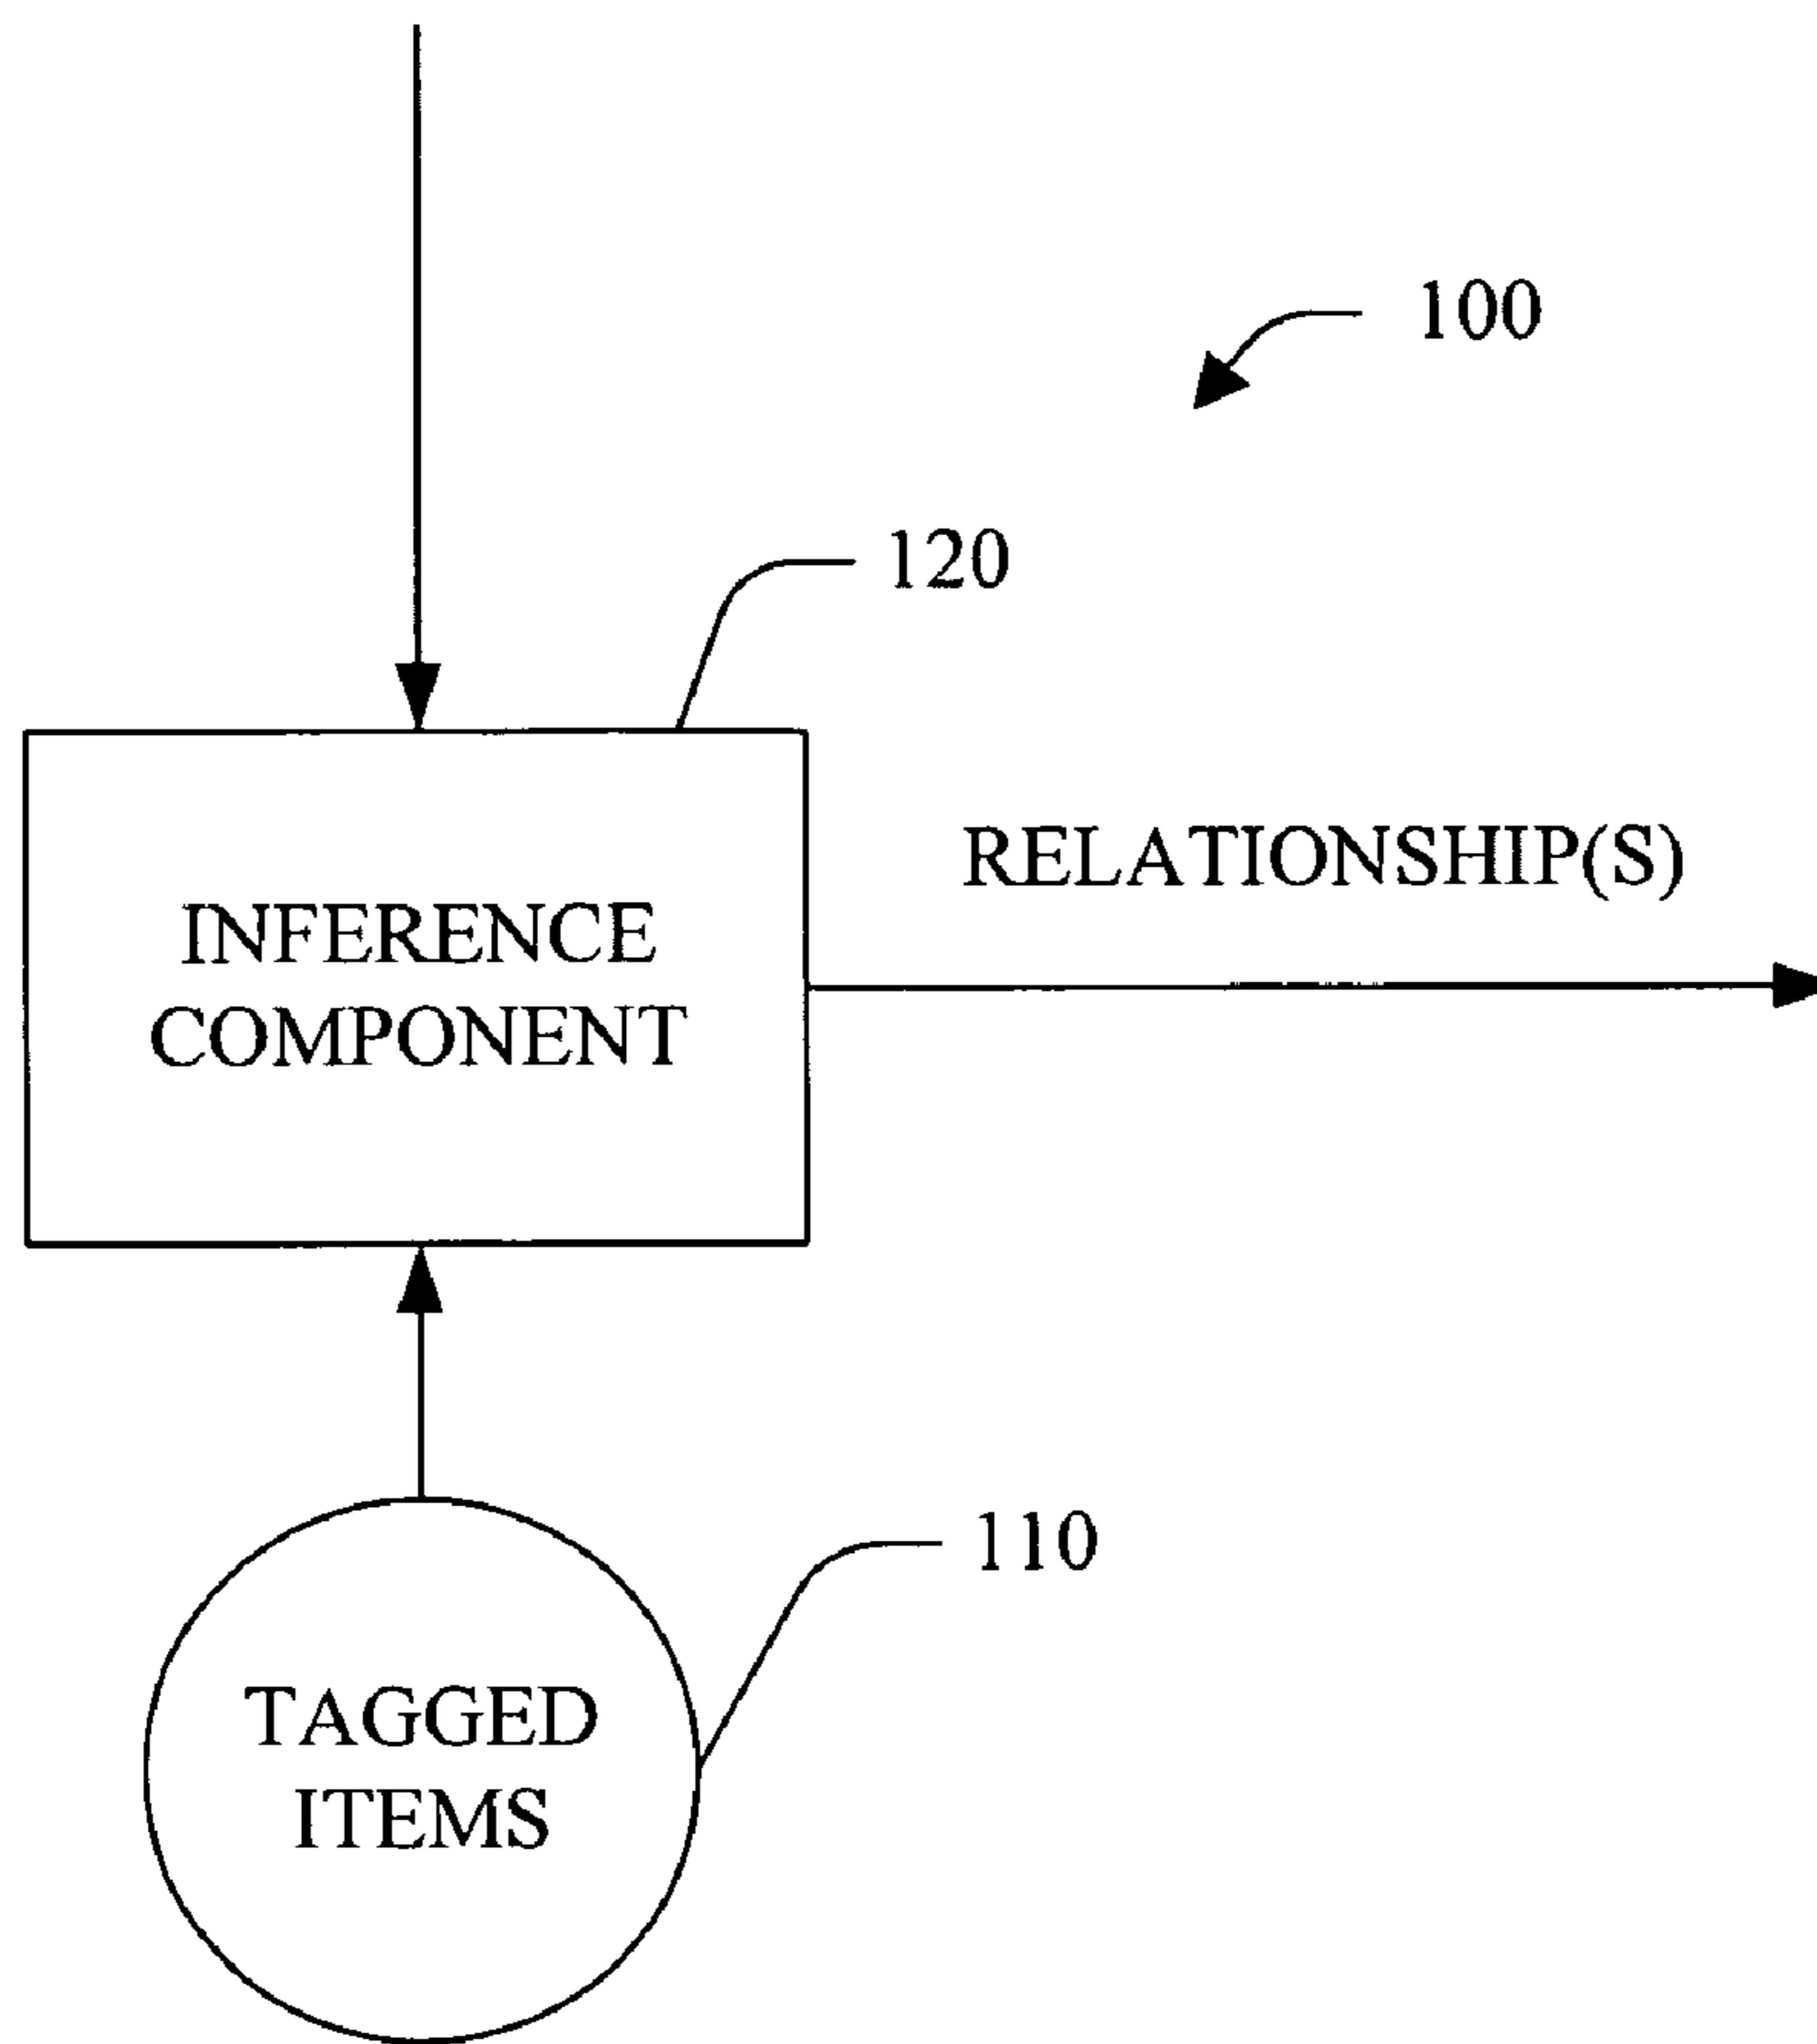 100
120
RELATIONSHIP(S)
INFERENCE
COMPONENT
110
TAGGED
ITEMS